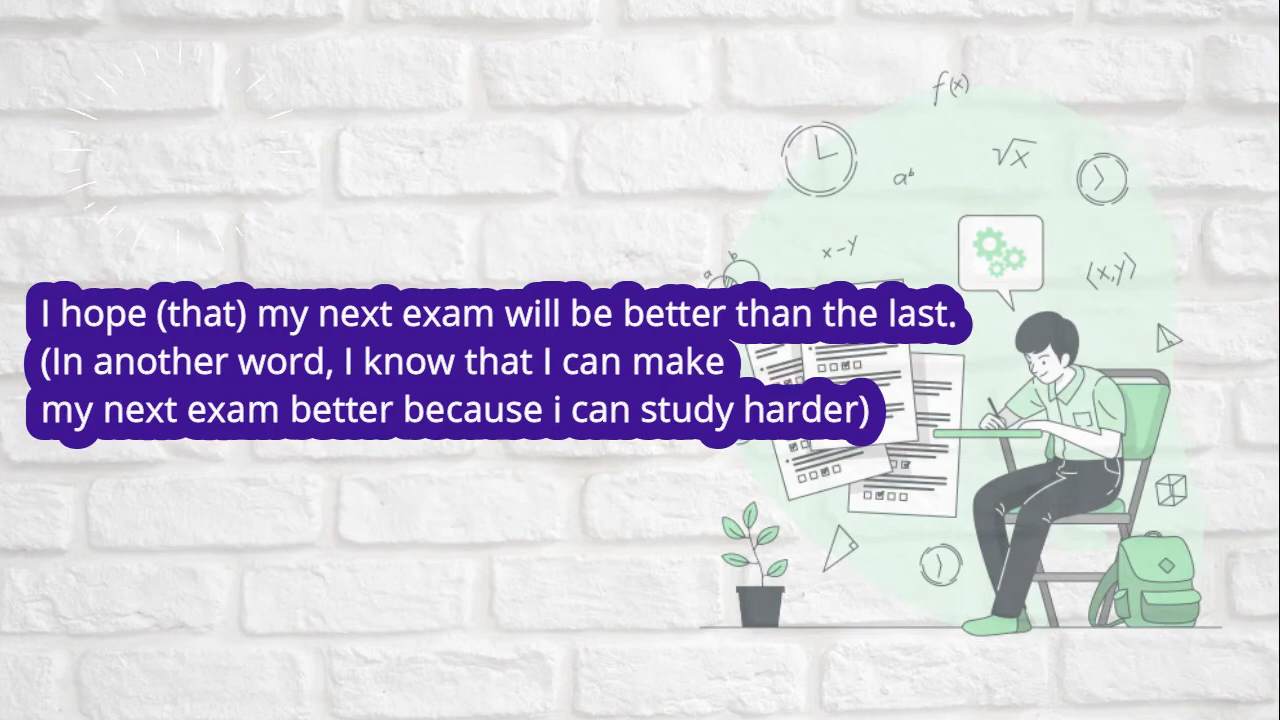 f(x)
√x
aᵇ
x-y
(x,y)
a b
I hope (that) my next exam will be better than the last.
(In another word, I know that I can make
my next exam better because i can study harder)